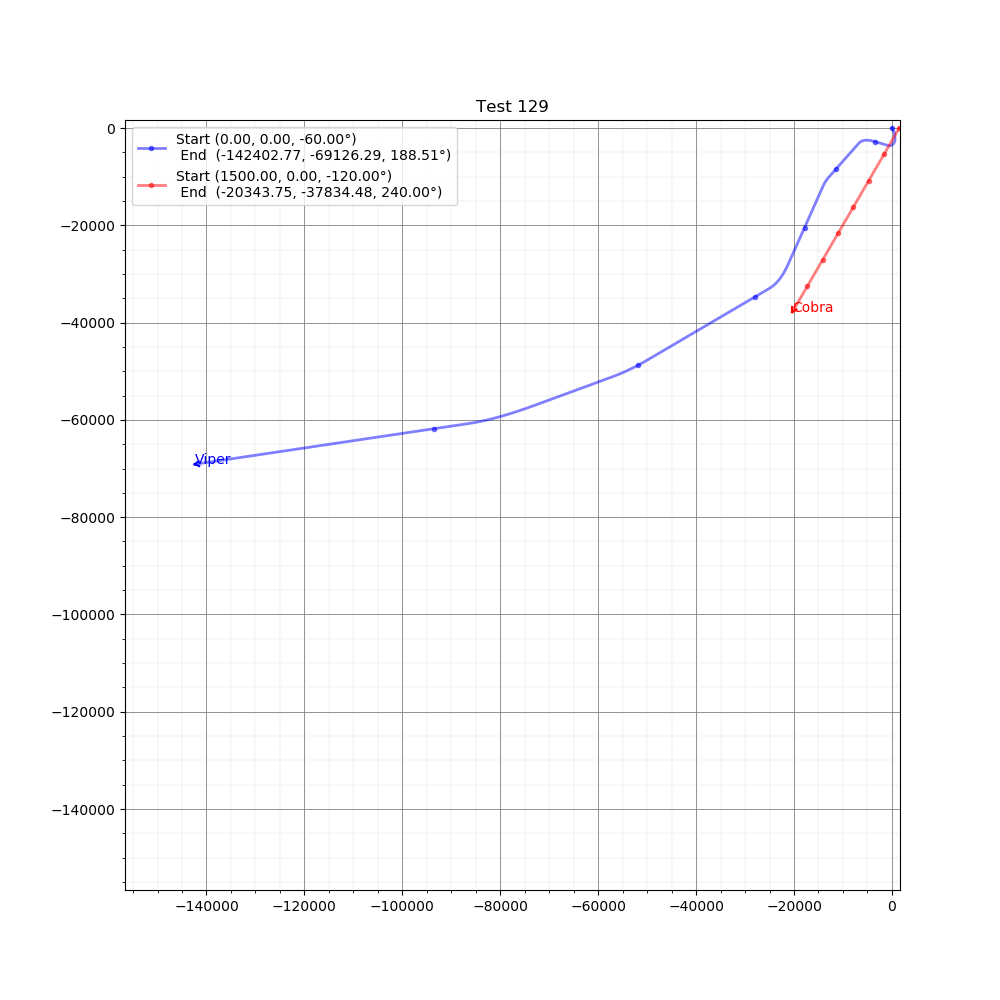 Test 129
Start (0.00, 0.00, -60.00°)
End (-142402.77, -69126.29, 188.51°)
Start (1500.00, 0.00, -120.00°)
End (-20343.75, -37834.48, 240.00°)
0
−20000
−40000
−60000
−80000
−100000
−120000
−140000
Cobra
Viper
−140000 −120000 −100000 −80000 −60000 −40000 −20000 0